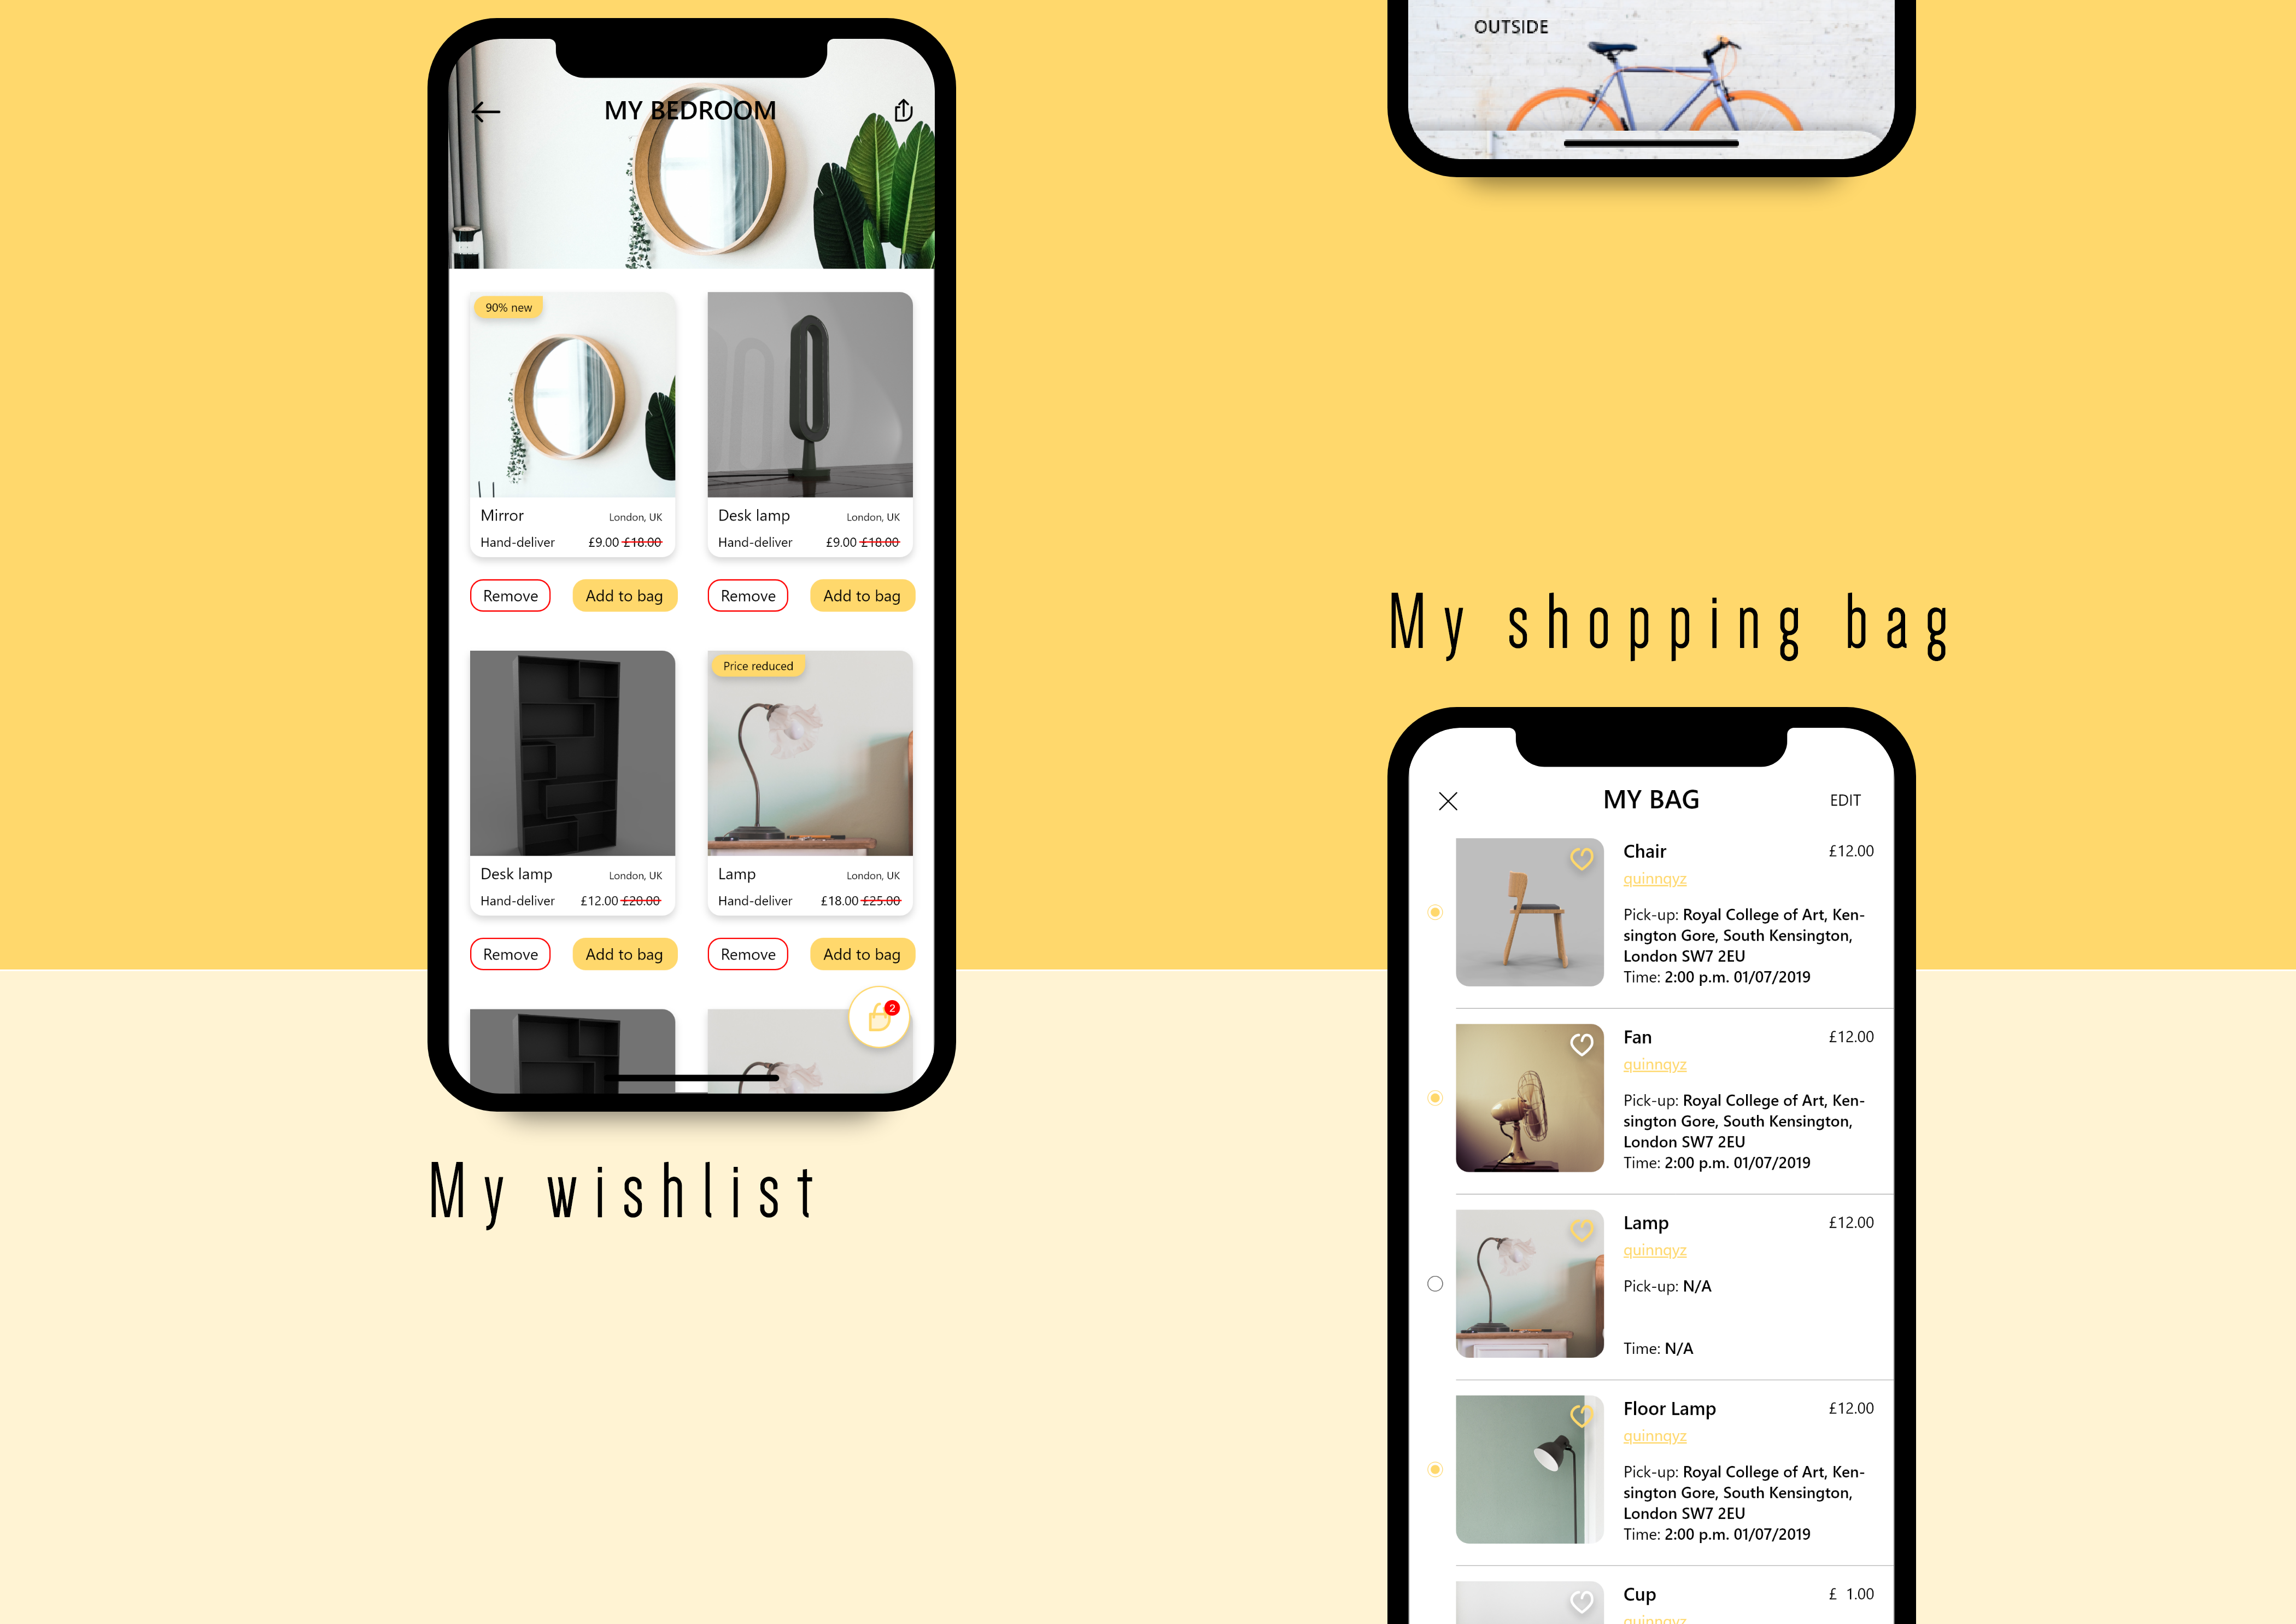 MY BEDROOM
90% new
Mirror London, UK
Hand-deliver £9.00 £18.00
Desk lamp London, UK
Hand-deliver £9.00 £18.00
Remove Add to bag
Remove Add to bag
Desk lamp London, UK
Hand-deliver £12.00 £20.00
Price reduced
Lamp London, UK
Hand-deliver £18.00 £25.00
Remove Add to bag
Remove Add to bag
2
My wishlist
OUTSIDE
My shopping bag
MY BAG EDIT
Chair £12.00
quinnqyz
Pick-up: Royal College of Art, Ken-
sington Gore, South Kensington,
London SW7 2EU
Time: 2:00 p.m. 01/07/2019
Fan £12.00
quinnqyz
Pick-up: Royal College of Art, Ken-
sington Gore, South Kensington,
London SW7 2EU
Time: 2:00 p.m. 01/07/2019
Lamp £12.00
quinnqyz
Pick-up: N/A
Time: N/A
Floor Lamp £12.00
quinnqyz
Pick-up: Royal College of Art, Ken-
sington Gore, South Kensington,
London SW7 2EU
Time: 2:00 p.m. 01/07/2019
Cup £ 1.00
quinnqyz